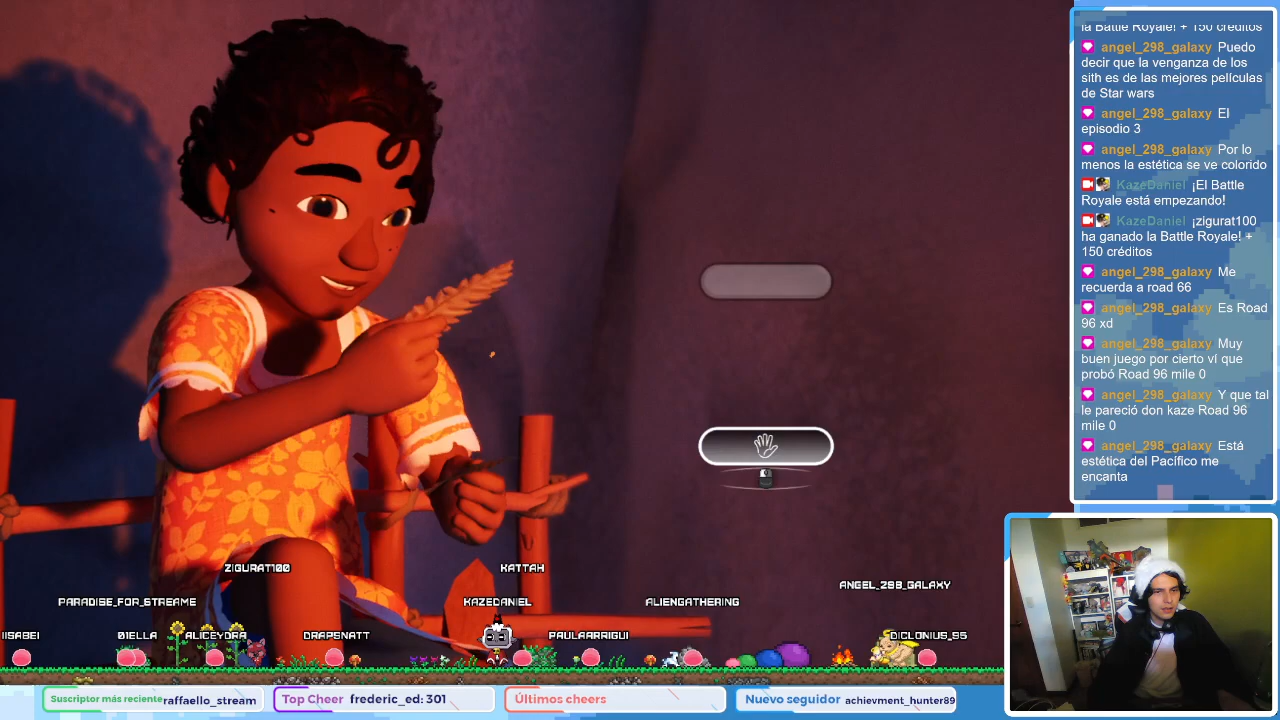 la Battle Royale! + 150 créditos
angel_298_galaxy Puedo
decir que la venganza de los
sith es de las mejores películas
de Star wars
angel_298_galaxy El
episodio 3
angel_298_galaxy Por lo
menos la estética se ve colorido
KazeDaniel ¡El Battle
Royale está empezando!
KazeDaniel ¡zigurat100
ha ganado la Battle Royale! +
150 créditos
angel_298_galaxy Me
recuerda a road 66
angel_298_galaxy Es Road
96 xd
angel_298_galaxy Muy
buen juego por cierto ví que
probó Road 96 mile 0
angel_298_galaxy Y que tal
le pareció don kaze Road 96
mile 0
angel_298_galaxy Está
estética del Pacífico me
encanta
ZIGURAT100
KATTAH
ANGEL_298_GALAXY
PARADISE_FOR_STREAME
KAZEDANIEL
ALIENGATHERING
DRAPSNATT
PAULAARRIGUI
DICLONIUS_95
Suscriptor más reciente raffaello_stream
Top Cheer frederic_ed: 301
Últimos cheers
Nuevo seguidor achievment_hunter89